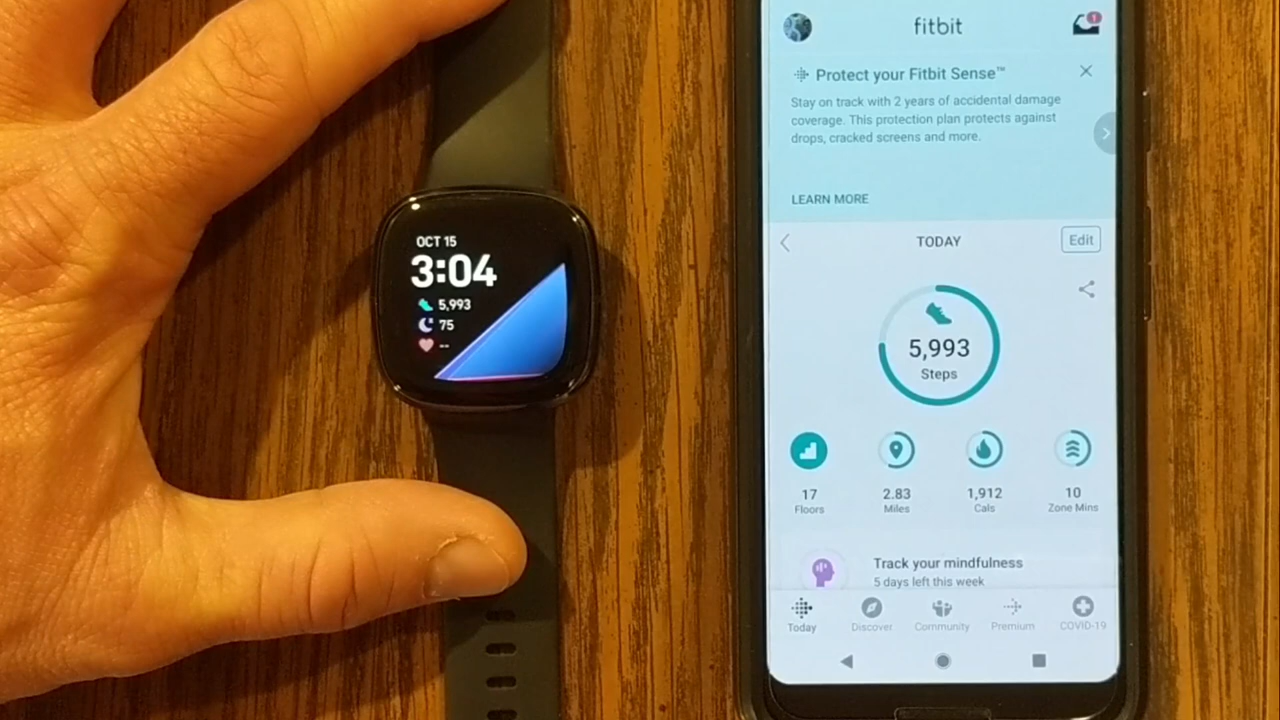 OCT 15
3:04
5,993
75
--
fitbit
1
Protect your Fitbit Sense™
Stay on track with 2 years of accidental damage
coverage. This protection plan protects against
drops, cracked screens and more.
LEARN MORE
TODAY
Edit
5,993
Steps
17 2.83 1,912 10
Floors Miles Cals Zone Mins
Track your mindfulness
5 days left this week
Today Discover Community Premium COVID-19